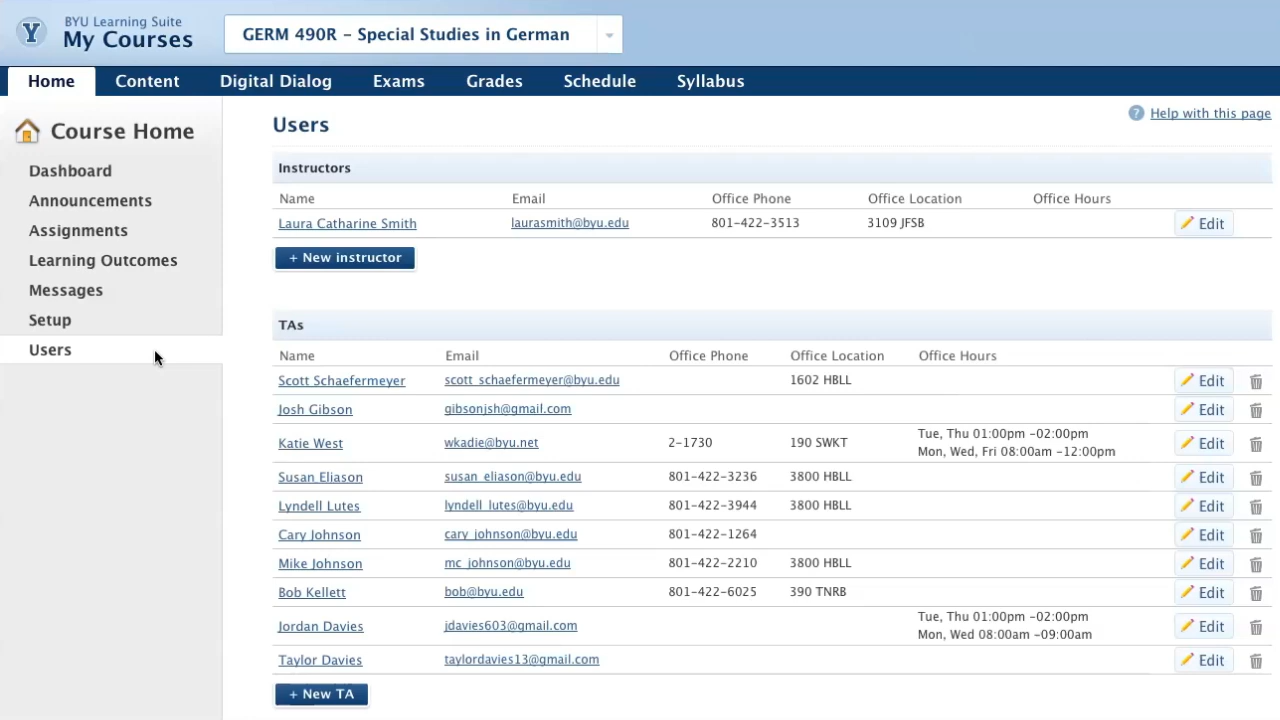 BYU Learning Suite
My Courses
GERM 490R – Special Studies in German
Home Content Digital Dialog Exams Grades Schedule Syllabus
Course Home
Dashboard
Announcements
Assignments
Learning Outcomes
Messages
Setup
Users
? Help with this page
Users
Instructors
Name Email Office Phone Office Location Office Hours
Laura Catharine Smith laurasmith@byu.edu 801-422-3513 3109 JFSB Edit
+ New instructor
TAs
Name Email Office Phone Office Location Office Hours
Scott Schaefermeyer scott_schaefermeyer@byu.edu 1602 HBLL Edit
Josh Gibson gibsonjsh@gmail.com Edit
Katie West wkadie@byu.net 2-1730 190 SWKT Tue, Thu 01:00pm -02:00pm Edit
Mon, Wed, Fri 08:00am -12:00pm
Susan Eliason susan_eliason@byu.edu 801-422-3236 3800 HBLL Edit
Lyndell Lutes lyndell_lutes@byu.edu 801-422-3944 3800 HBLL Edit
Cary Johnson cary_johnson@byu.edu 801-422-1264 Edit
Mike Johnson mc_johnson@byu.edu 801-422-2210 3800 HBLL Edit
Bob Kellett bob@byu.edu 801-422-6025 390 TNRB Edit
Jordan Davies jdavies603@gmail.com Tue, Thu 01:00pm -02:00pm Edit
Mon, Wed 08:00am -09:00am
Taylor Davies taylordavies13@gmail.com Edit
+ New TA